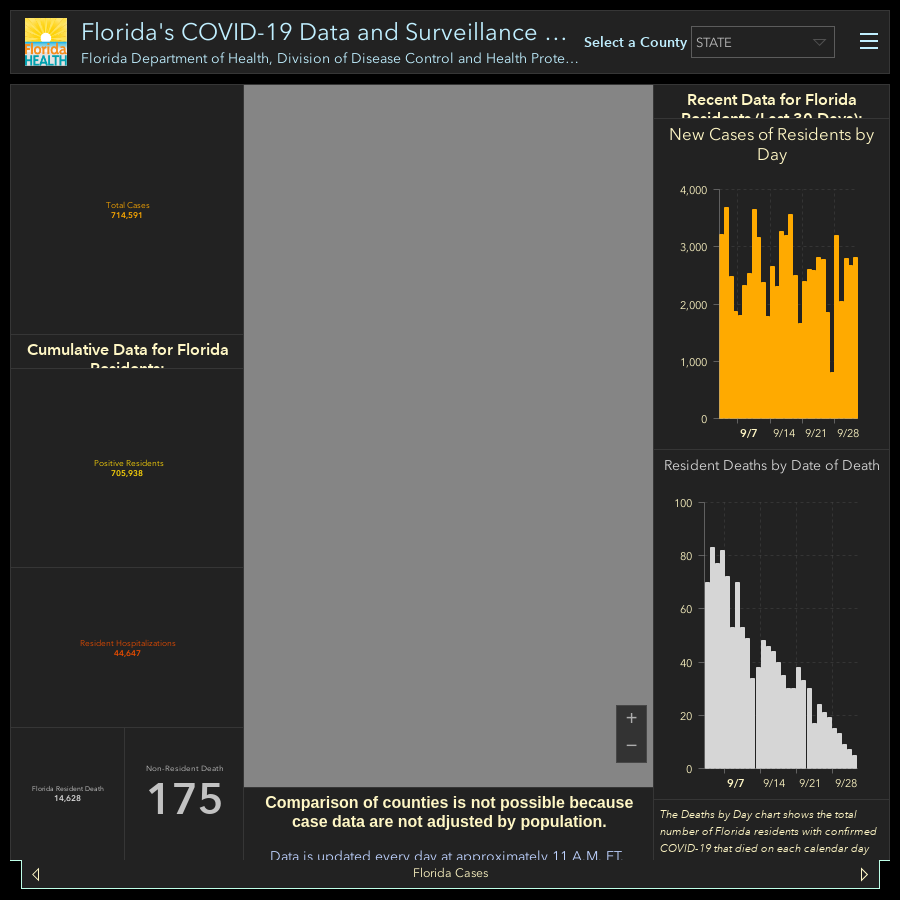 Florida's COVID-19 Data and Surveillance ...
Florida Department of Health, Division of Disease Control and Health Prote...
Select a County
STATE
Florida
HEALTH
Total Cases
714,591
Cumulative Data for Florida
Residents:
Positive Residents
705,938
Resident Hospitalizations
44,647
Florida Resident Death
14,628
Non-Resident Death
175
+
−
Comparison of counties is not possible because
case data are not adjusted by population.
Data is updated every day at approximately 11 A.M. ET.
Recent Data for Florida
Residents (Last 30 Days):
New Cases of Residents by
Day
4,000
3,000
2,000
1,000
0
9/7 9/14 9/21 9/28
Resident Deaths by Date of Death
100
80
60
40
20
0
9/7 9/14 9/21 9/28
The Deaths by Day chart shows the total
number of Florida residents with confirmed
COVID-19 that died on each calendar day
Florida Cases